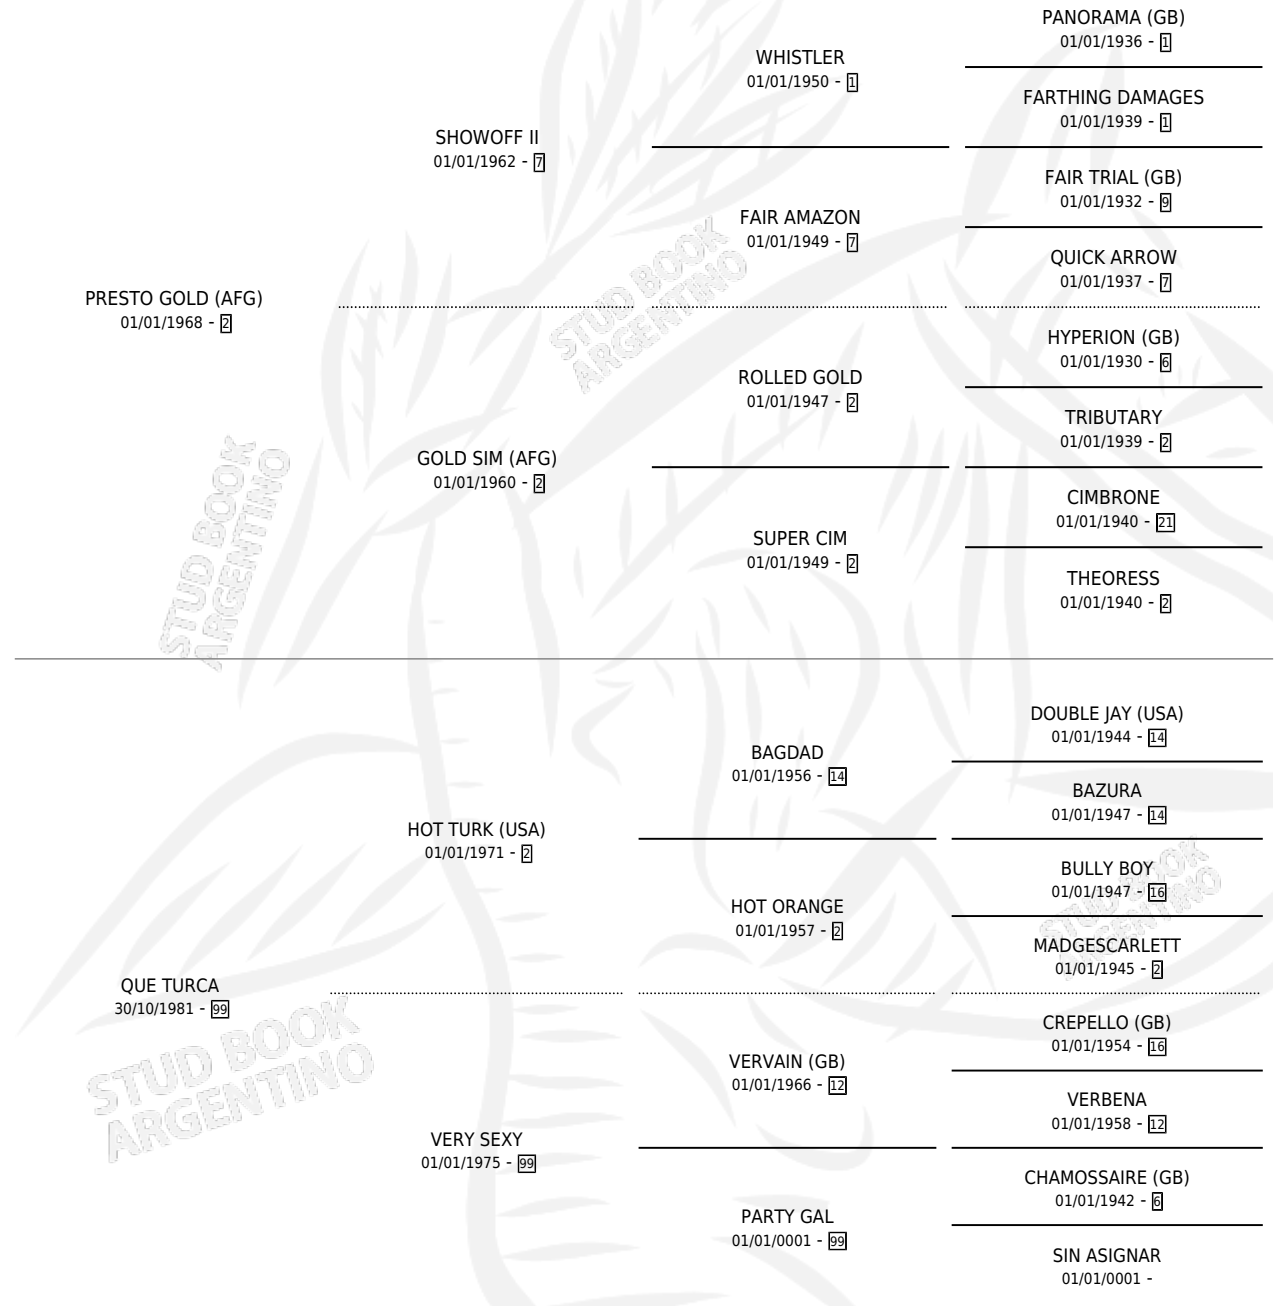 PANORAMA (GB)
01/01/1936 - 1
WHISTLER
01/01/1950 - 1
FARTHING DAMAGES
01/01/1939 - 1
SHOWOFF II
01/01/1962 - 7
FAIR TRIAL (GB)
01/01/1932 - 9
FAIR AMAZON
01/01/1949 - 7
QUICK ARROW
01/01/1937 - 7
PRESTO GOLD (AFG)
01/01/1968 - 2
HYPERION (GB)
01/01/1930 - 6
ROLLED GOLD
01/01/1947 - 2
TRIBUTARY
01/01/1939 - 2
GOLD SIM (AFG)
01/01/1960 - 2
CIMBRONE
01/01/1940 - 21
SUPER CIM
01/01/1949 - 2
THEORESS
01/01/1940 - 2
DOUBLE JAY (USA)
01/01/1944 - 14
BAGDAD
01/01/1956 - 14
BAZURA
01/01/1947 - 14
HOT TURK (USA)
01/01/1971 - 2
BULLY BOY
01/01/1947 - 16
HOT ORANGE
01/01/1957 - 2
MADGESCARLETT
01/01/1945 - 2
QUE TURCA
30/10/1981 - 99
CREPELLO (GB)
01/01/1954 - 16
VERVAIN (GB)
01/01/1966 - 12
VERBENA
01/01/1958 - 12
VERY SEXY
01/01/1975 - 99
CHAMOSSAIRE (GB)
01/01/1942 - 6
PARTY GAL
01/01/0001 - 99
SIN ASIGNAR
01/01/0001 -
STUD BOOK
ARGENTINO
STUD BOOK
ARGENTINO
STUD BOOK
ARGENTINO
STUD BOOK
ARGENTINO